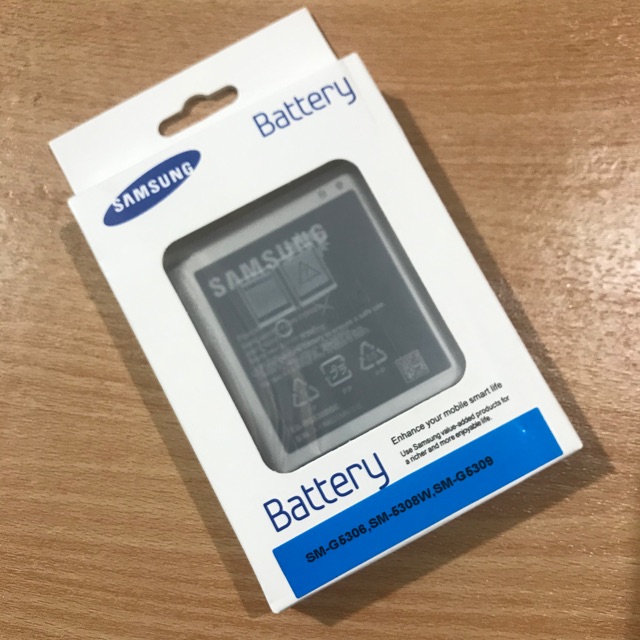 Battery
SAMSUNG
SAMSUNG
Enhance your mobile smart life
Use Samsung value-added products for
a richer and more enjoyable life.
Battery
SM-G5306,SM-5308W,SM-G5309